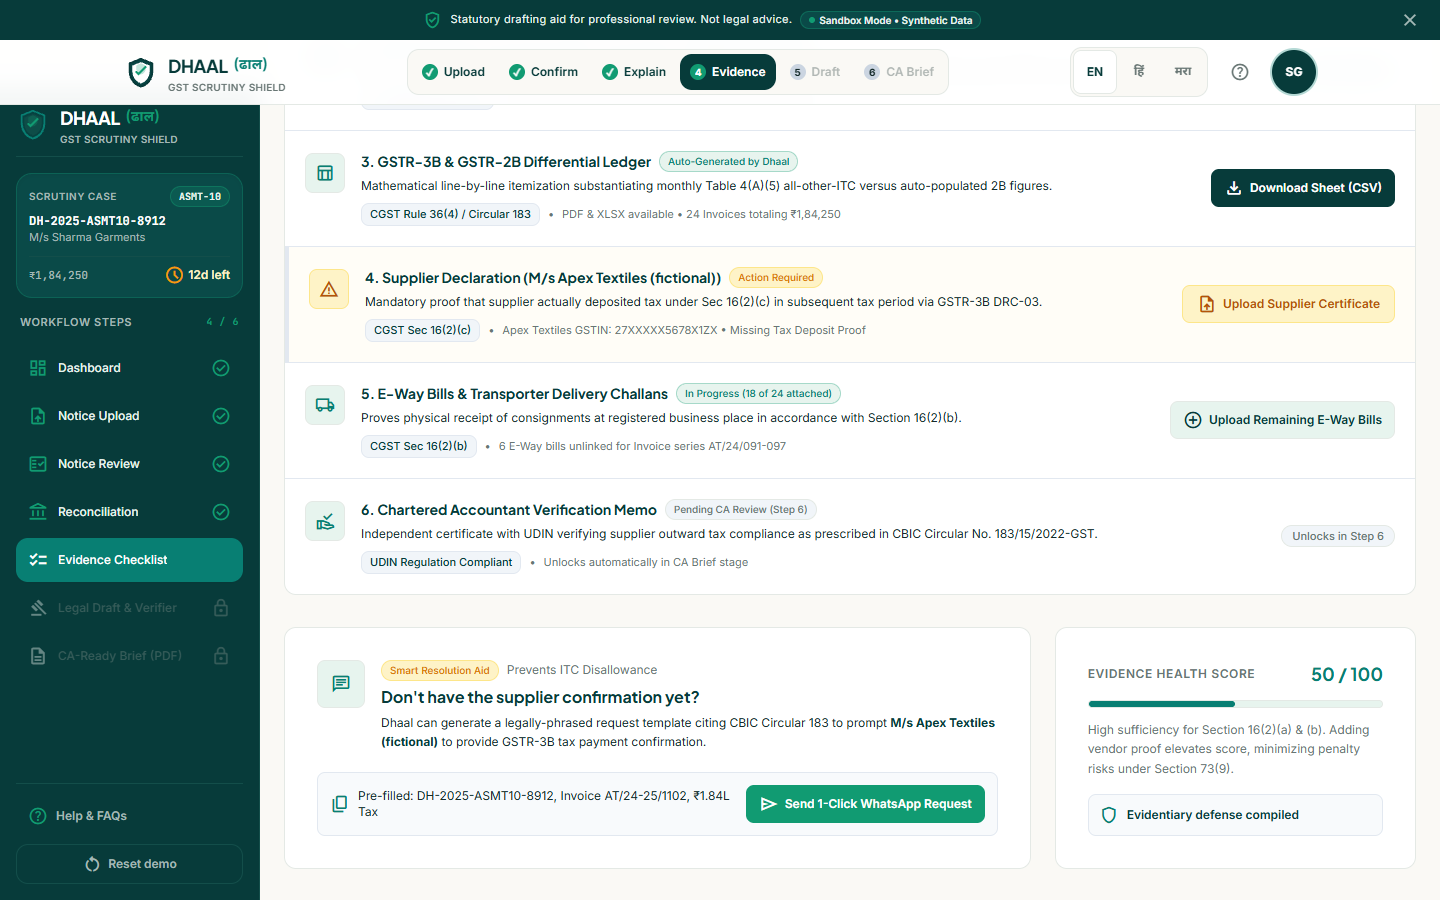 Statutory drafting aid for professional review. Not legal advice. Sandbox Mode • Synthetic Data
DHAAL (ढाल)
GST SCRUTINY SHIELD
Upload
Confirm
Explain
4 Evidence
5 Draft
6 CA Brief
EN
हिं
मरा
SG
DHAAL (ढाल)
GST SCRUTINY SHIELD
SCRUTINY CASE ASMT-10
DH-2025-ASMT10-8912
M/s Sharma Garments
₹1,84,250 12d left
WORKFLOW STEPS 4 / 6
Dashboard
Notice Upload
Notice Review
Reconciliation
Evidence Checklist
Legal Draft & Verifier
CA-Ready Brief (PDF)
Help & FAQs
Reset demo
3. GSTR-3B & GSTR-2B Differential Ledger Auto-Generated by Dhaal
Mathematical line-by-line itemization substantiating monthly Table 4(A)(5) all-other-ITC versus auto-populated 2B figures.
CGST Rule 36(4) / Circular 183 • PDF & XLSX available • 24 Invoices totaling ₹1,84,250
Download Sheet (CSV)
4. Supplier Declaration (M/s Apex Textiles (fictional)) Action Required
Mandatory proof that supplier actually deposited tax under Sec 16(2)(c) in subsequent tax period via GSTR-3B DRC-03.
CGST Sec 16(2)(c) • Apex Textiles GSTIN: 27XXXXX5678X1ZX • Missing Tax Deposit Proof
Upload Supplier Certificate
5. E-Way Bills & Transporter Delivery Challans In Progress (18 of 24 attached)
Proves physical receipt of consignments at registered business place in accordance with Section 16(2)(b).
CGST Sec 16(2)(b) • 6 E-Way bills unlinked for Invoice series AT/24/091-097
Upload Remaining E-Way Bills
6. Chartered Accountant Verification Memo Pending CA Review (Step 6)
Independent certificate with UDIN verifying supplier outward tax compliance as prescribed in CBIC Circular No. 183/15/2022-GST.
UDIN Regulation Compliant • Unlocks automatically in CA Brief stage
Unlocks in Step 6
Smart Resolution Aid Prevents ITC Disallowance
Don't have the supplier confirmation yet?
Dhaal can generate a legally-phrased request template citing CBIC Circular 183 to prompt M/s Apex Textiles
(fictional) to provide GSTR-3B tax payment confirmation.
Pre-filled: DH-2025-ASMT10-8912, Invoice AT/24-25/1102, ₹1.84L
Tax
Send 1-Click WhatsApp Request
EVIDENCE HEALTH SCORE 50 / 100
High sufficiency for Section 16(2)(a) & (b). Adding
vendor proof elevates score, minimizing penalty
risks under Section 73(9).
Evidentiary defense compiled